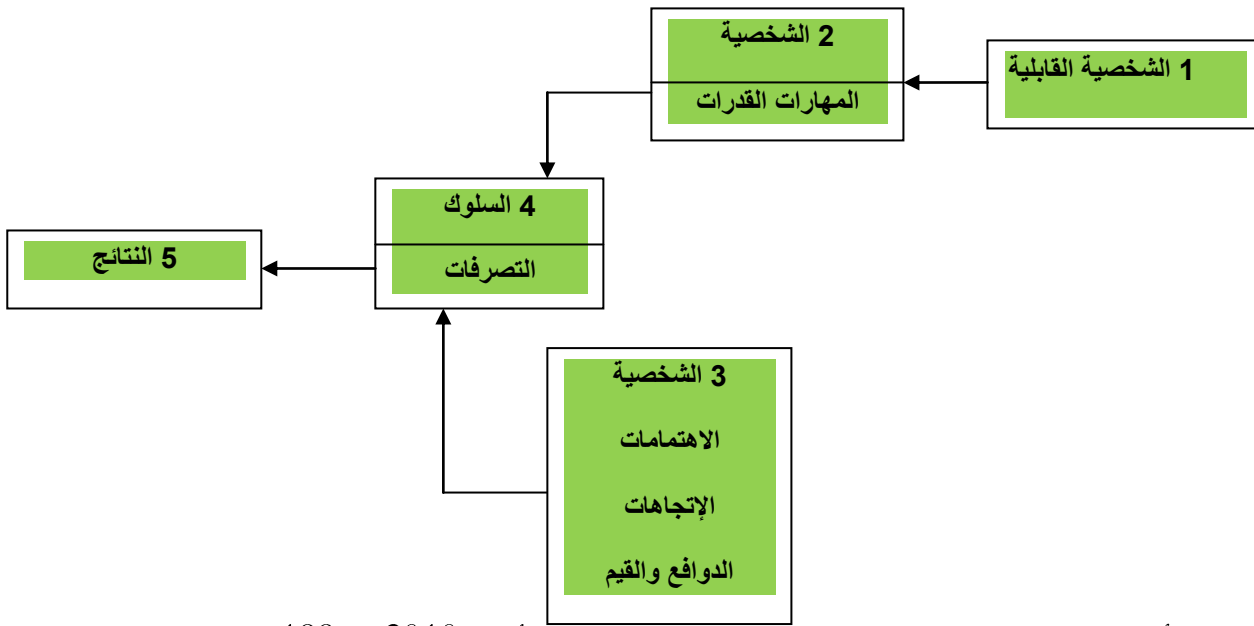 1 الشخصية القابلية
2 الشخصية
المهارات القدرات
4 السلوك
التصرفات
5 النتائج
3 الشخصية
الاهتمامات
الإتجاهات
الدوافع والقيم